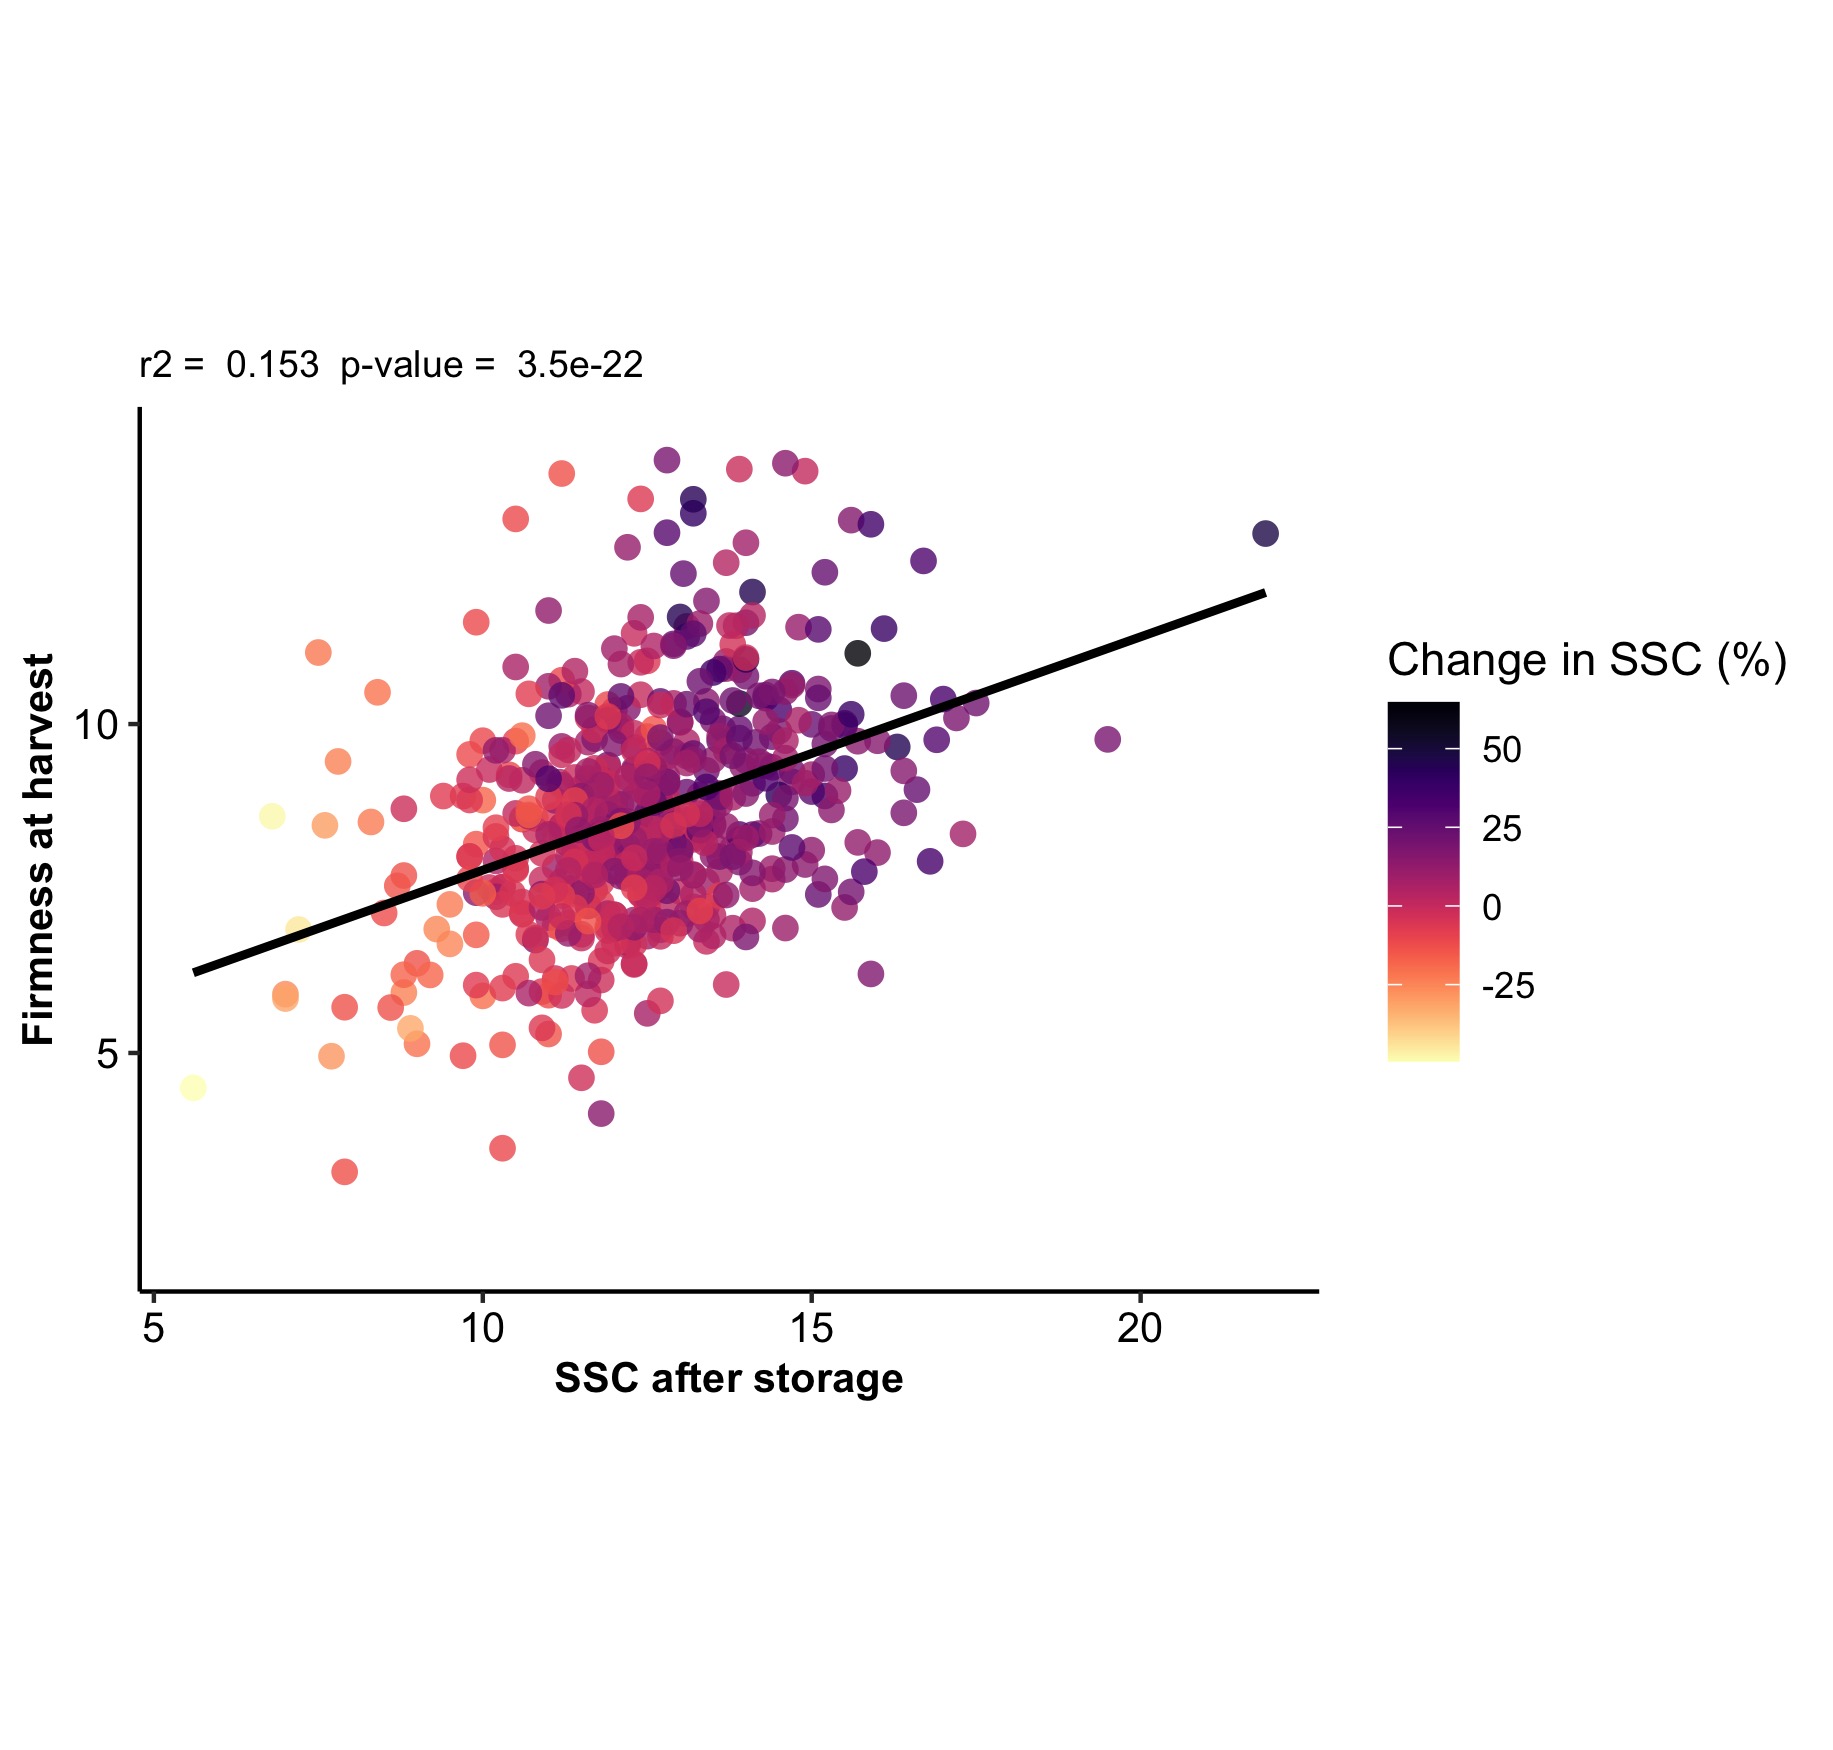 r2 =  0.153  p-value =  3.5e-22
Firmness at harvest
10
5
5 10 15 20
SSC after storage
Change in SSC (%)
50
25
0
-25